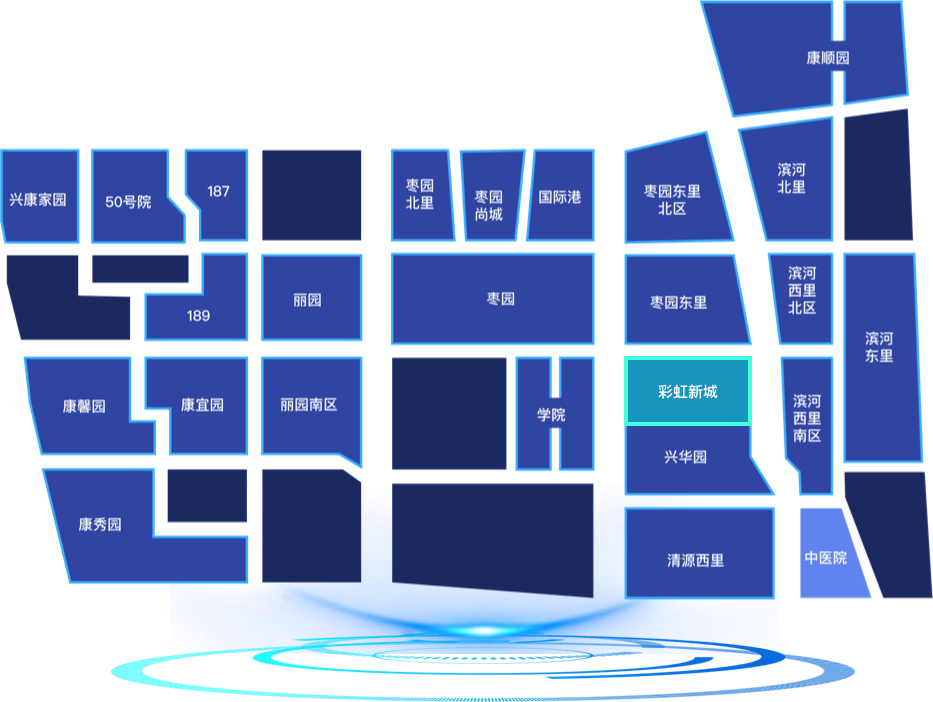 康顺园
兴康家园
50号院
187
枣园
北里
枣园
尚城
国际港
枣园东里
北区
滨河
北里
189
丽园
枣园
枣园东里
滨河
西里
北区
滨河
东里
康馨园
康宜园
丽园南区
学院
彩虹新城
兴华园
滨河
西里
南区
康秀园
清源西里
中医院